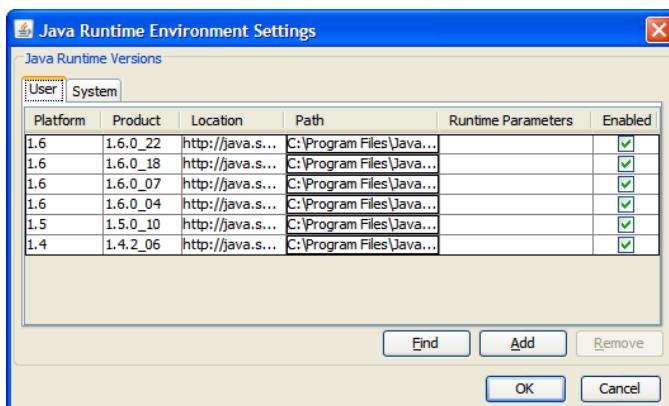 Java Runtime Environment Settings
Java Runtime Versions
User System
Platform Product Location Path Runtime Parameters Enabled
1.6 1.6.0_22 http://java.s... C:\Program Files\Java...
1.6 1.6.0_18 http://java.s... C:\Program Files\Java...
1.6 1.6.0_07 http://java.s... C:\Program Files\Java...
1.6 1.6.0_04 http://java.s... C:\Program Files\Java...
1.5 1.5.0_10 http://java.s... C:\Program Files\Java...
1.4 1.4.2_06 http://java.s... C:\Program Files\Java...
Find Add Remove
OK Cancel